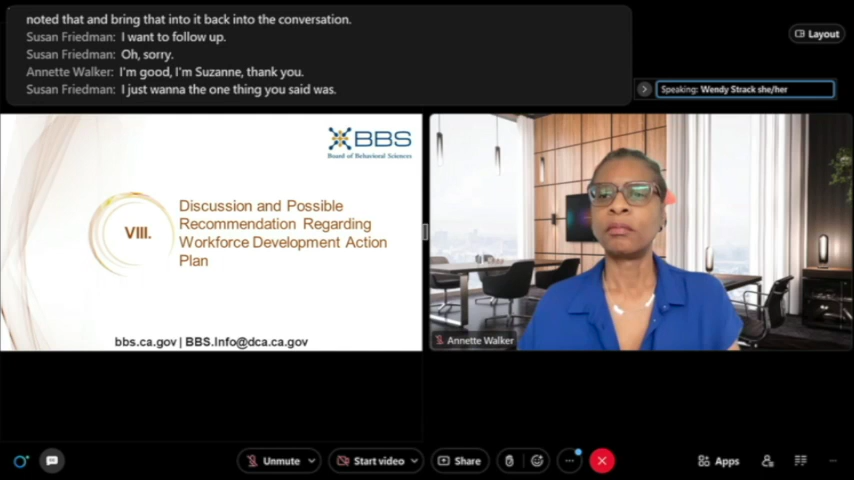 noted that and bring that into it back into the conversation.
Susan Friedman: I want to follow up.
Susan Friedman: Oh, sorry.
Annette Walker: I'm good, I'm Suzanne, thank you.
Susan Friedman: I just wanna the one thing you said was.
Layout
Speaking: Wendy Strack she/her
BBS
Board of Behavioral Sciences
VIII.
Discussion and Possible
Recommendation Regarding
Workforce Development Action
Plan
bbs.ca.gov | BBS.Info@dca.ca.gov
Annette Walker
Unmute
Start video
Share
Apps